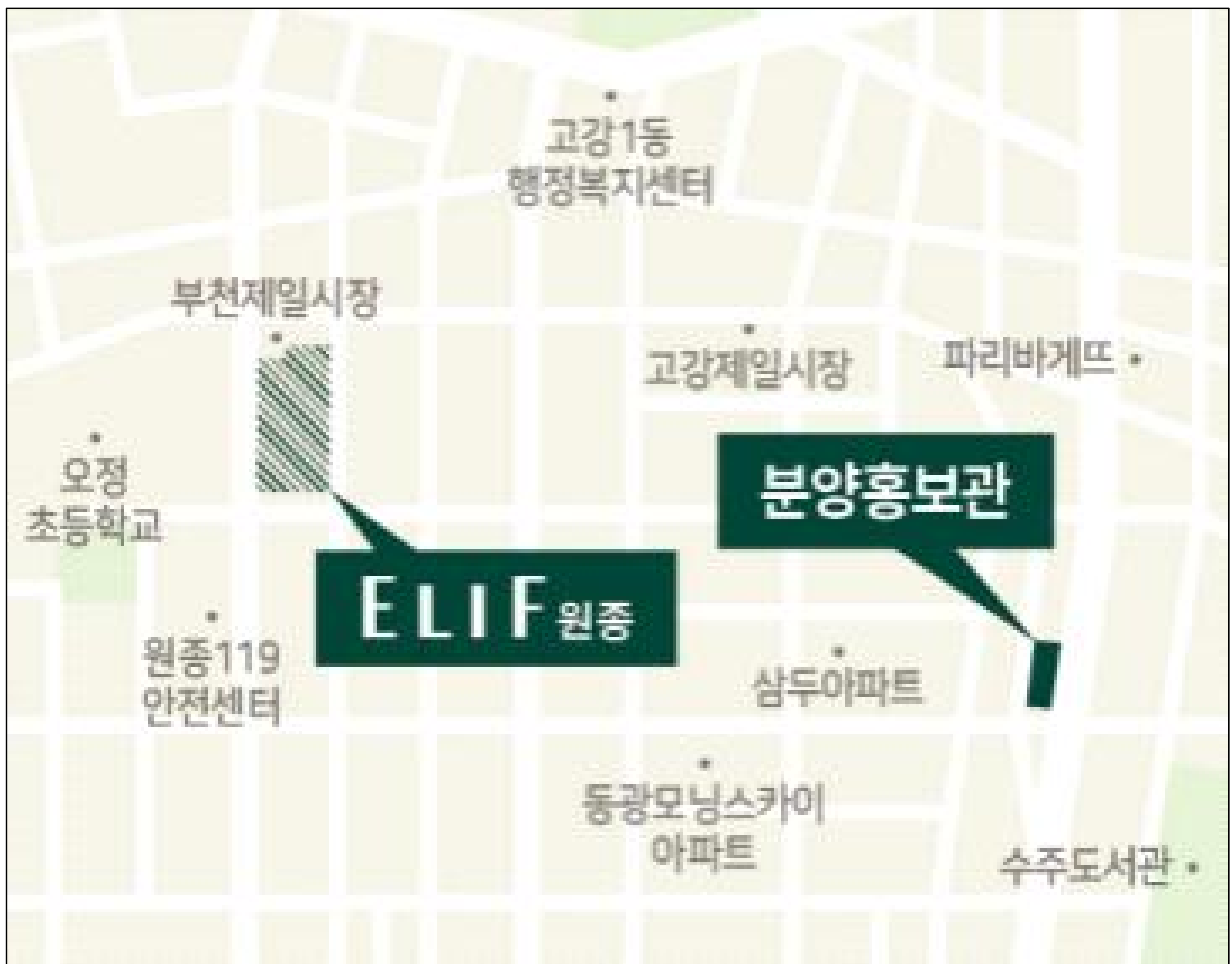 고강1동
행정복지센터
부천제일시장
고강제일시장
파리바게뜨
분양홍보관
오정
초등학교
ELIF 원종
원종119
안전센터
삼두아파트
동광모닝스카이
아파트
수주도서관